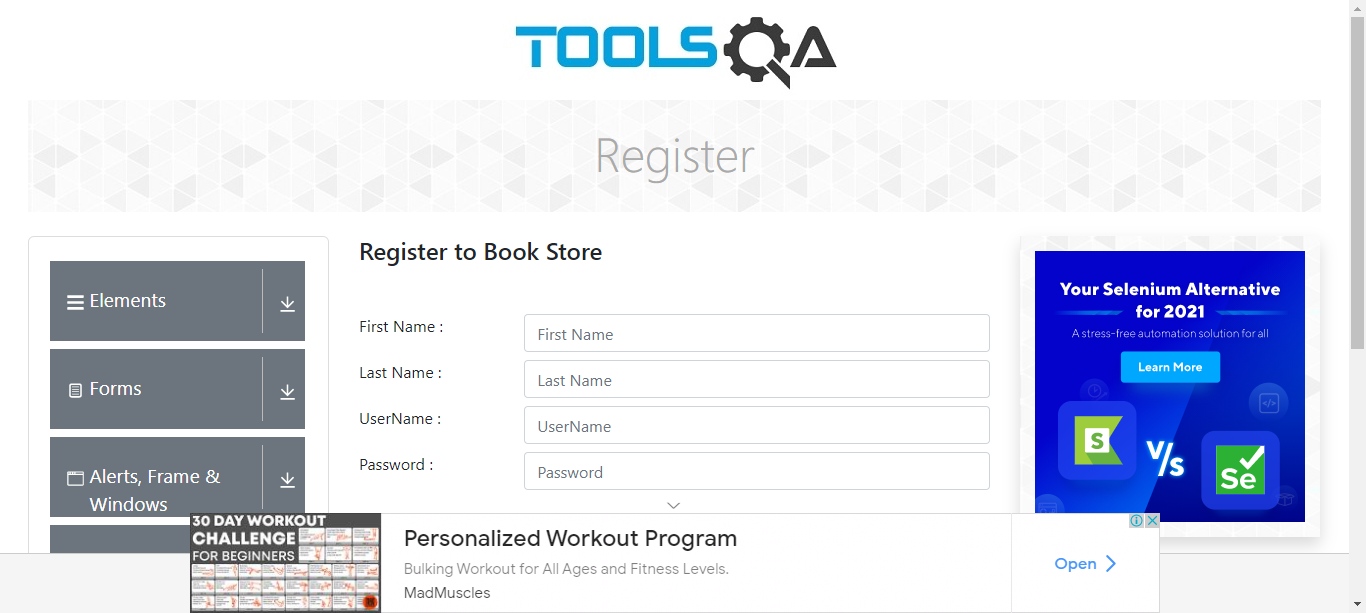 TOOLSQA
Register
Elements
Forms
Alerts, Frame &
Windows
Register to Book Store
First Name :
First Name
Last Name :
Last Name
UserName :
UserName
Password :
Password
Your Selenium Alternative
for 2021
A stress-free automation solution for all
Learn More
S
V/s
Se
30 DAY WORKOUT
CHALLENGE
FOR BEGINNERS
Personalized Workout Program
Bulking Workout for All Ages and Fitness Levels.
MadMuscles
Open